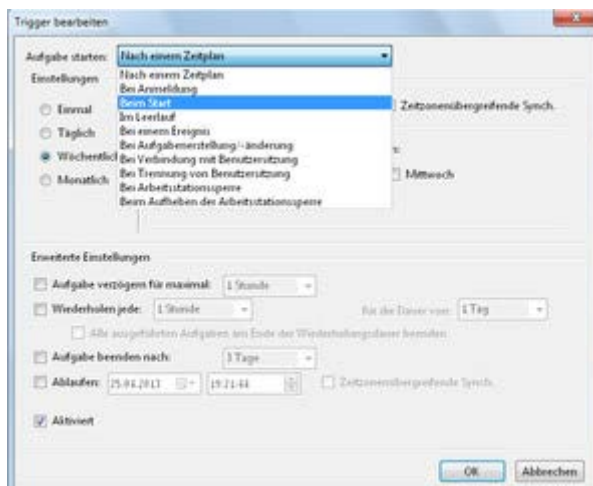 Trigger bearbeiten
Aufgabe starten: Nach einem Zeitplan
Einstellungen
Nach einem Zeitplan
Bei Anmeldung
Beim Start
Im Leerlauf
Bei einem Ereignis
Bei Aufgabenerstellung/-änderung
Bei Verbindung mit Benutzersitzung
Bei Trennung von Benutzersitzung
Bei Arbeitsstationssperre
Beim Aufheben der Arbeitsstationssperre
Einmal
Täglich
Wöchentlich
Monatlich
Zeitzonenübergreifende Synch.
Mittwoch
Erweiterte Einstellungen
Aufgabe verzögern für maximal: 1 Stunde
Wiederholen jede: 1 Stunde für die Dauer von: 1 Tag
Alle ausgeführten Aufgaben am Ende der Wiederholungsdauer beenden
Aufgabe beenden nach: 3 Tage
Ablaufen: 25.04.2013 19:21:44 Zeitzonenübergreifende Synch.
Aktiviert
OK Abbrechen